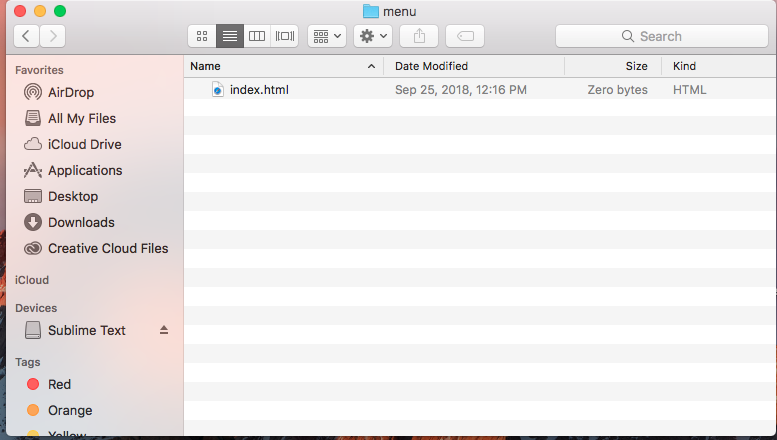 menu
Search
Favorites
AirDrop
All My Files
iCloud Drive
Applications
Desktop
Downloads
Creative Cloud Files
iCloud
Devices
Sublime Text
Tags
Red
Orange
Yellow
Name Date Modified Size Kind
index.html Sep 25, 2018, 12:16 PM Zero bytes HTML